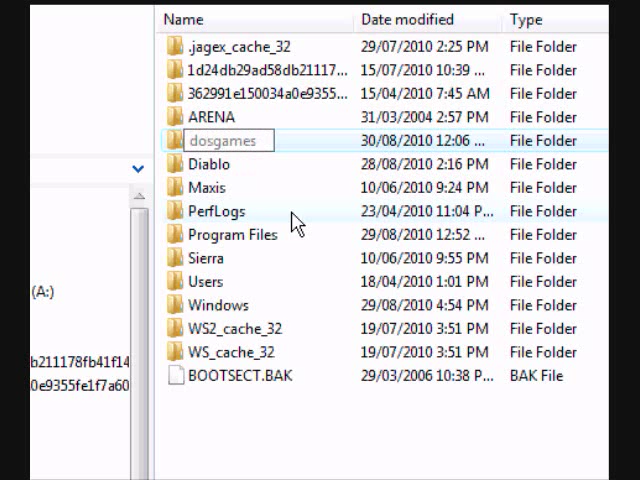 Name Date modified Type
.jagex_cache_32 29/07/2010 2:25 PM File Folder
1d24db29ad58db21117... 15/07/2010 10:39 ... File Folder
362991e150034a0e9355... 15/04/2010 7:45 AM File Folder
ARENA 31/03/2004 2:57 PM File Folder
dosgames 30/08/2010 12:06 ... File Folder
Diablo 28/08/2010 2:16 PM File Folder
Maxis 10/06/2010 9:24 PM File Folder
PerfLogs 23/04/2010 11:04 P... File Folder
Program Files 29/08/2010 12:52 ... File Folder
Sierra 10/06/2010 9:55 PM File Folder
Users 18/04/2010 1:01 PM File Folder
(A:)
Windows 29/08/2010 4:54 PM File Folder
WS2_cache_32 19/07/2010 3:51 PM File Folder
WS_cache_32 19/07/2010 3:51 PM File Folder
b211178fb41f14
BOOTSECT.BAK 29/03/2006 10:38 P... BAK File
0e9355fe1f7a60